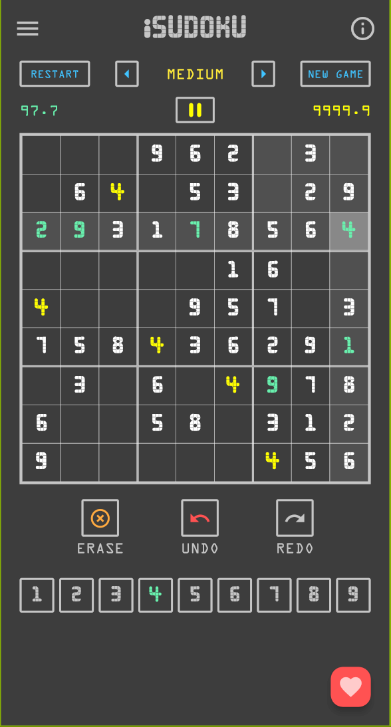 iSUDOKU
RESTART MEDIUM NEW GAME
97.7 9999.9
9 6 2 3
6 4 5 3 2 9
2 9 3 1 7 8 5 6 4
1 6
4 9 5 7 3
7 5 8 4 3 6 2 9 1
3 6 4 9 7 8
6 5 8 3 1 2
9 4 5 6
ERASE UNDO REDO
1 2 3 4 5 6 7 8 9